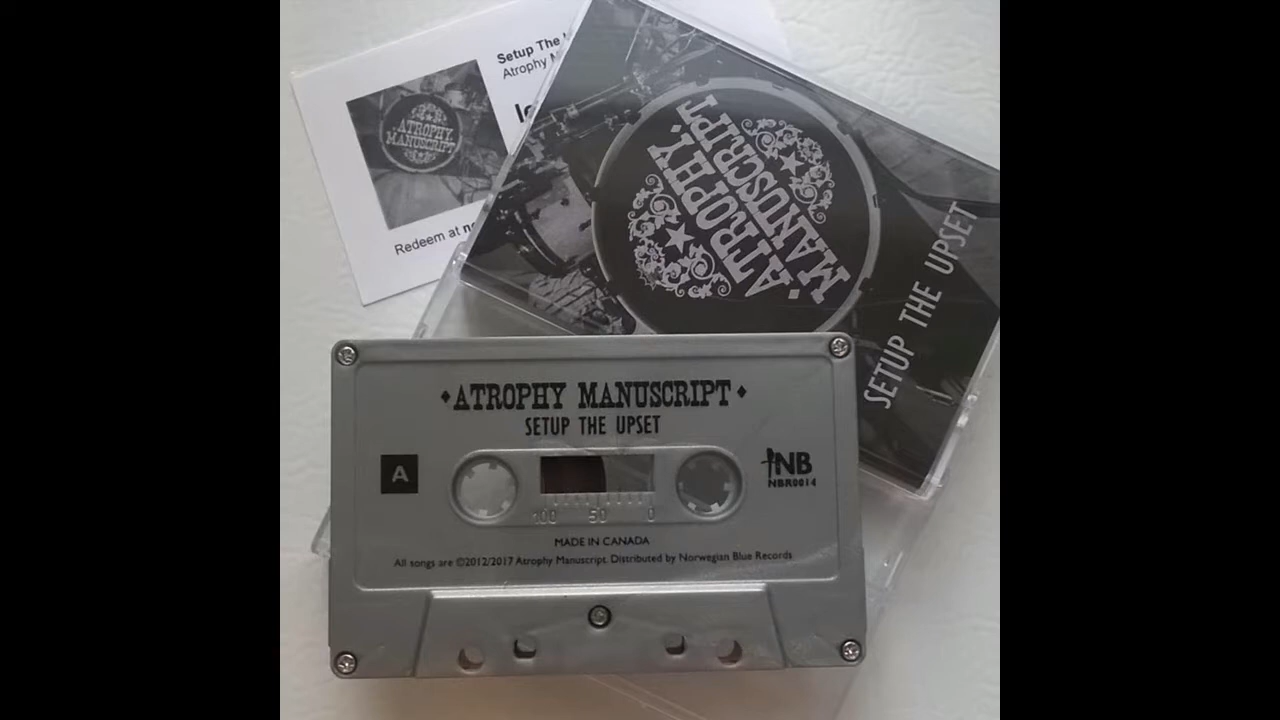 Setup The
Atrophy
ATROPHY
MANUSCRIPT
Redeem at
ATROPHY
MANUSCRIPT
SETUP THE UPSET
ATROPHY MANUSCRIPT
SETUP THE UPSET
A
NB
NBR0014
100 50 0
MADE IN CANADA
All songs are ©2012/2017 Atrophy Manuscript. Distributed by Norwegian Blue Records